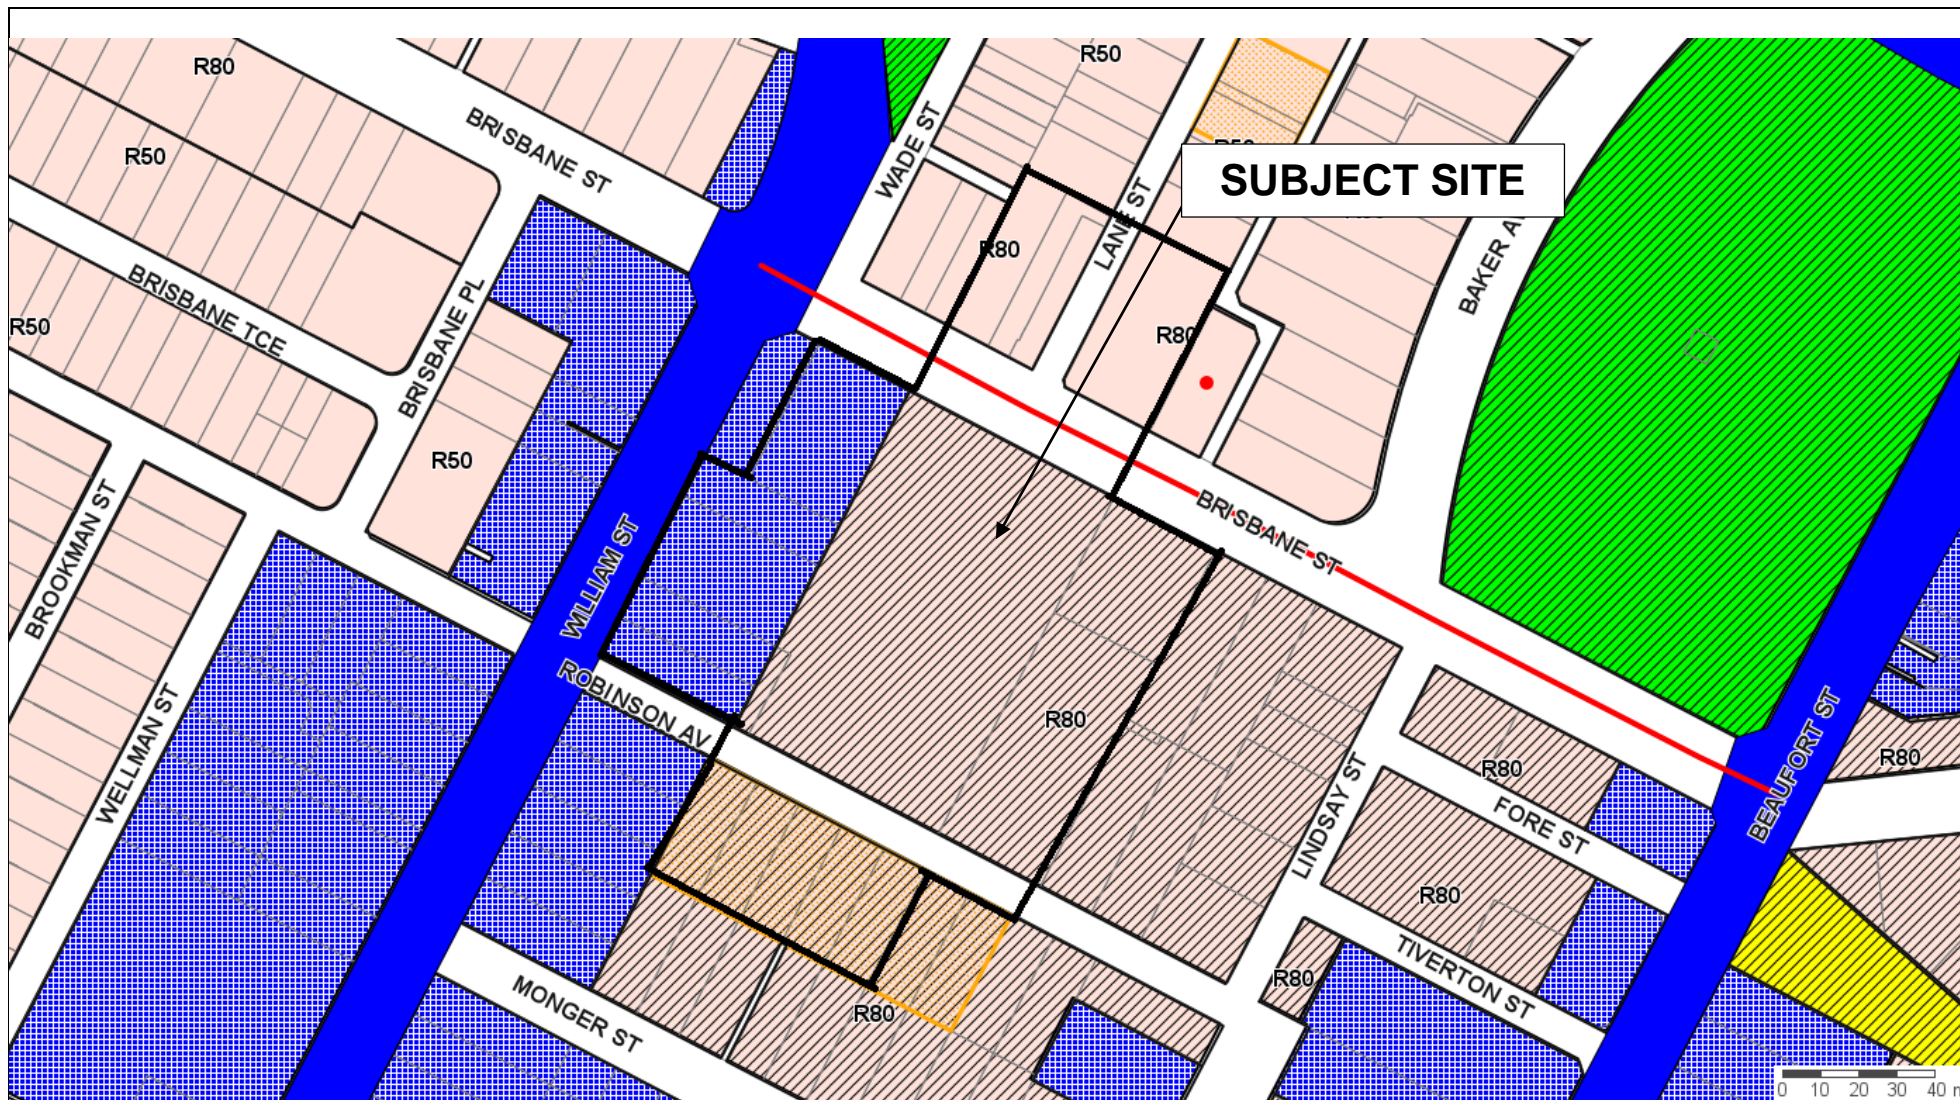 R80
R50
BRISBANE ST
WADE ST
R50
R50
SUBJECT SITE
LANE ST
R80
BAKER
BRISBANE TCE
BRISBANE PL
R50
R80
R50
BROOKMAN ST
WILLIAM ST
BRISBANE ST
ROBINSON AV
WELLMAN ST
R80
LINDSAY ST
R80
FORE ST
BEAUFORT ST
R80
R80
TIVERTON ST
R80
MONGER ST
R80
0 10 20 30 40